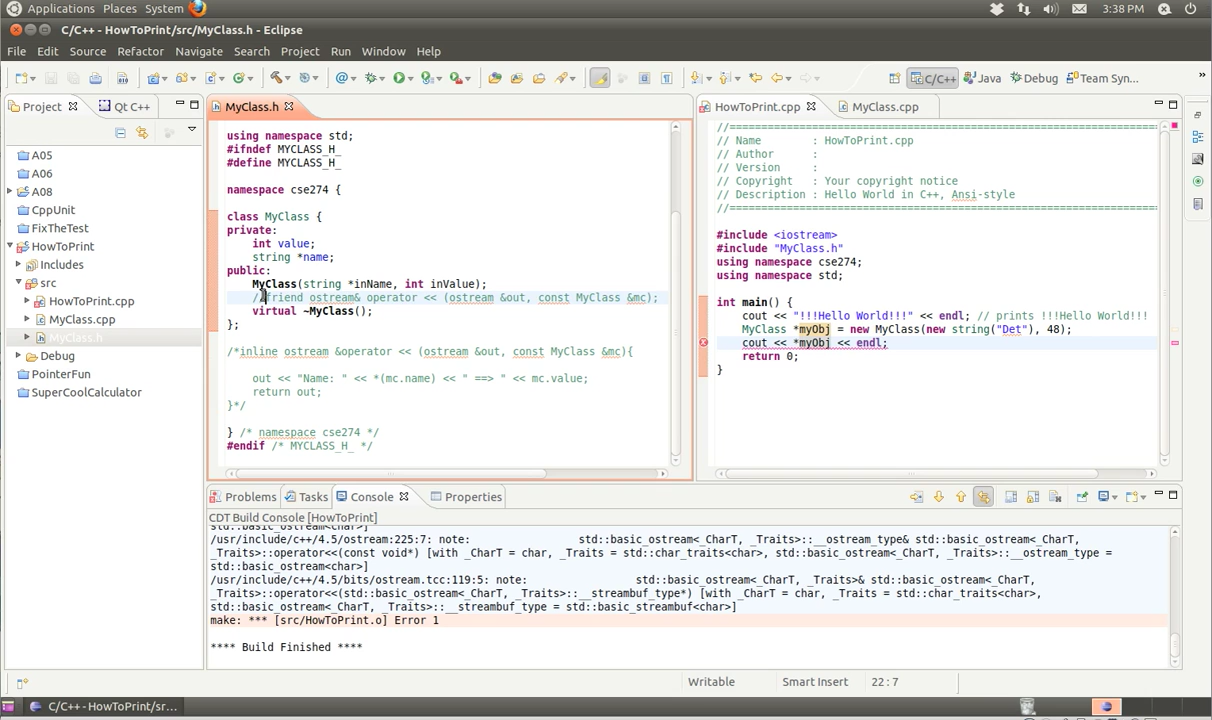 Applications Places System
3:38 PM
C/C++ - HowToPrint/src/MyClass.h - Eclipse
File Edit Source Refactor Navigate Search Project Run Window Help
C/C++ Java Debug Team Syn...
Project Qt C++
A05
A06
A08
CppUnit
FixTheTest
HowToPrint
Includes
src
HowToPrint.cpp
MyClass.cpp
MyClass.h
Debug
PointerFun
SuperCoolCalculator
MyClass.h
using namespace std;
#ifndef MYCLASS_H_
#define MYCLASS_H_
namespace cse274 {
class MyClass {
private:
int value;
string *name;
public:
MyClass(string *inName, int inValue);
//friend ostream& operator << (ostream &out, const MyClass &mc);
virtual ~MyClass();
};
/*inline ostream &operator << (ostream &out, const MyClass &mc){
out << "Name: " << *(mc.name) << " ==> " << mc.value;
return out;
}*/
} /* namespace cse274 */
#endif /* MYCLASS_H_ */
HowToPrint.cpp MyClass.cpp
//============================================================================
// Name : HowToPrint.cpp
// Author :
// Version :
// Copyright : Your copyright notice
// Description : Hello World in C++, Ansi-style
//============================================================================
#include <iostream>
#include "MyClass.h"
using namespace cse274;
using namespace std;
int main() {
cout << "!!!Hello World!!!" << endl; // prints !!!Hello World!!!
MyClass *myObj = new MyClass(new string("Det"), 48);
cout << *myObj << endl;
return 0;
}
Problems Tasks Console Properties
CDT Build Console [HowToPrint]
std::basic_ostream<char>]
/usr/include/c++/4.5/ostream:225:7: note: std::basic_ostream<_CharT, _Traits>::__ostream_type& std::basic_ostream<_CharT,
_Traits>::operator<<(const void*) [with _CharT = char, _Traits = std::char_traits<char>, std::basic_ostream<_CharT, _Traits>::__ostream_type =
std::basic_ostream<char>]
/usr/include/c++/4.5/bits/ostream.tcc:119:5: note: std::basic_ostream<_CharT, _Traits>& std::basic_ostream<_CharT,
_Traits>::operator<<(std::basic_ostream<_CharT, _Traits>::__streambuf_type*) [with _CharT = char, _Traits = std::char_traits<char>,
std::basic_ostream<_CharT, _Traits>::__streambuf_type = std::basic_streambuf<char>]
make: *** [src/HowToPrint.o] Error 1
**** Build Finished ****
Writable Smart Insert 22:7
C/C++ - HowToPrint/sr...